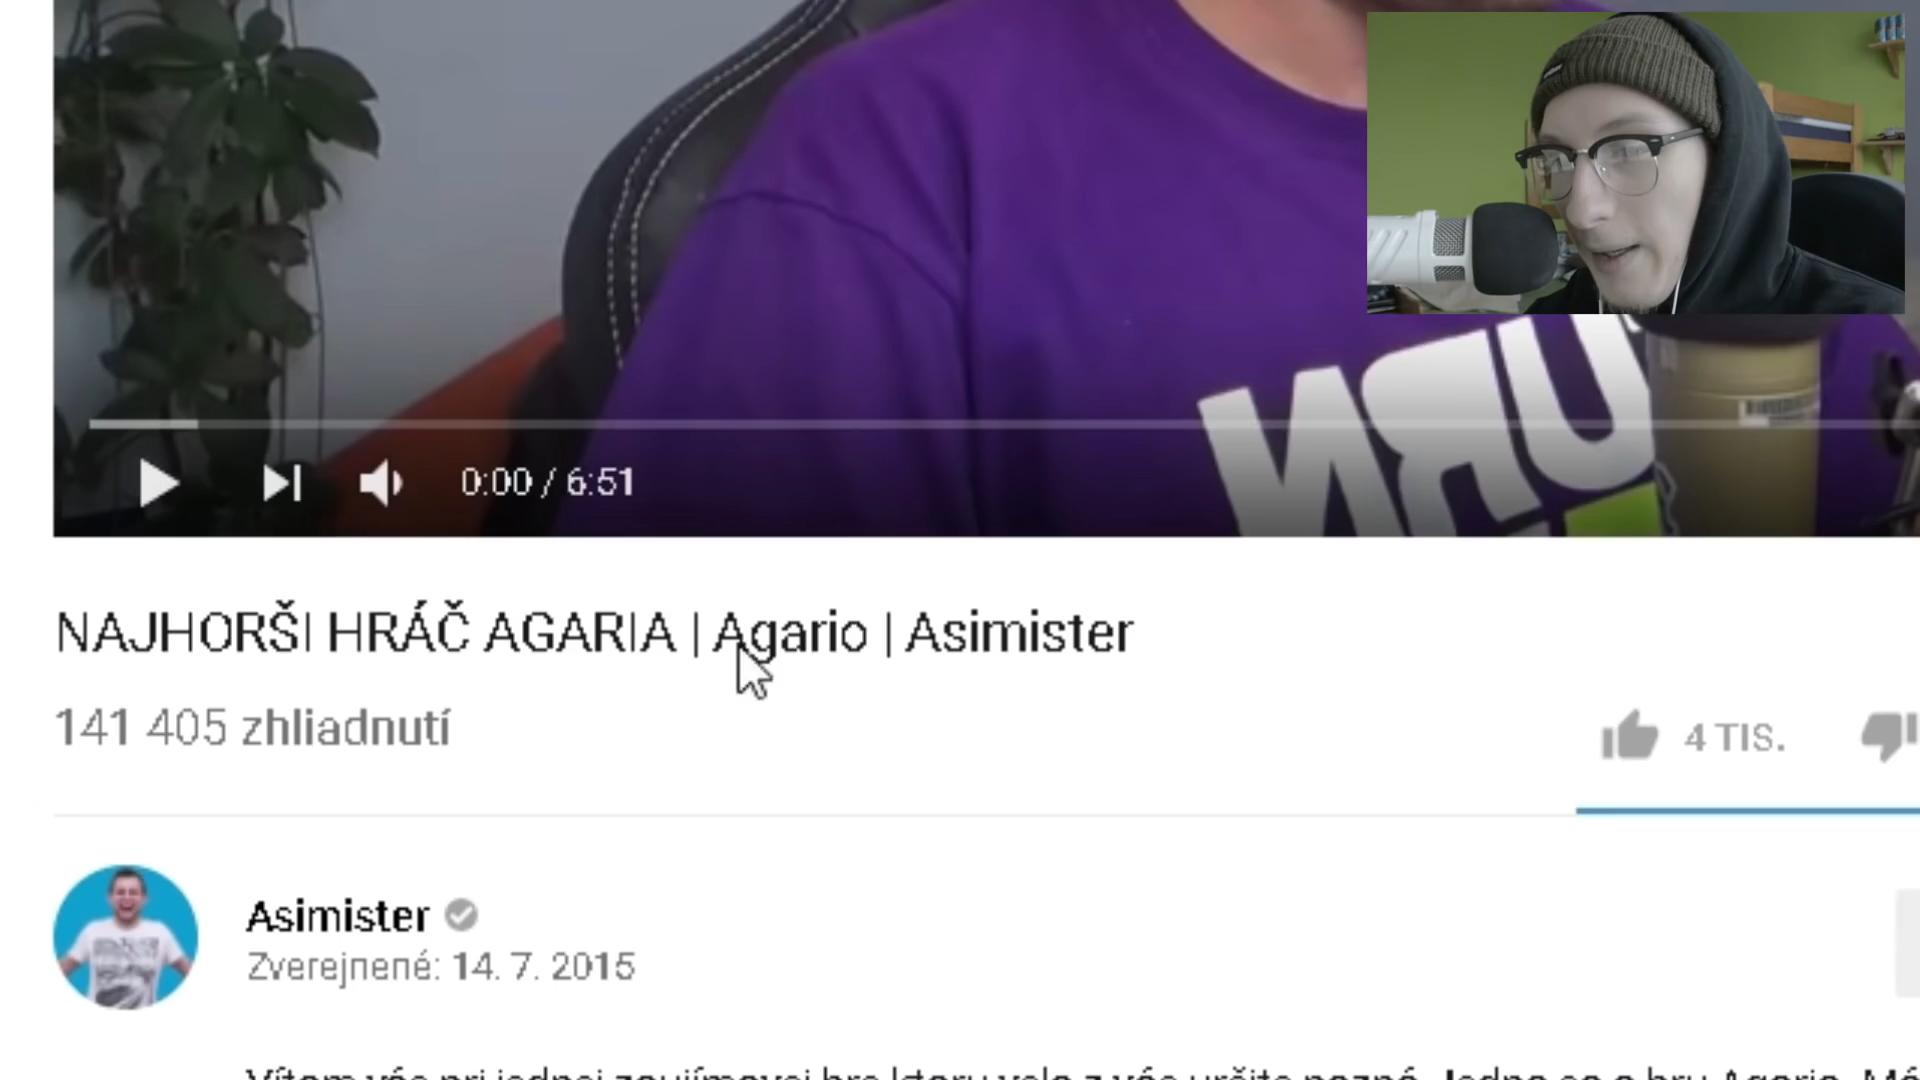 0:00 / 6:51
NAJHORŠI HRÁČ AGARIA | Agario | Asimister
141 405 zhliadnutí
4 TIS.
Asimister
Zverejnené: 14. 7. 2015